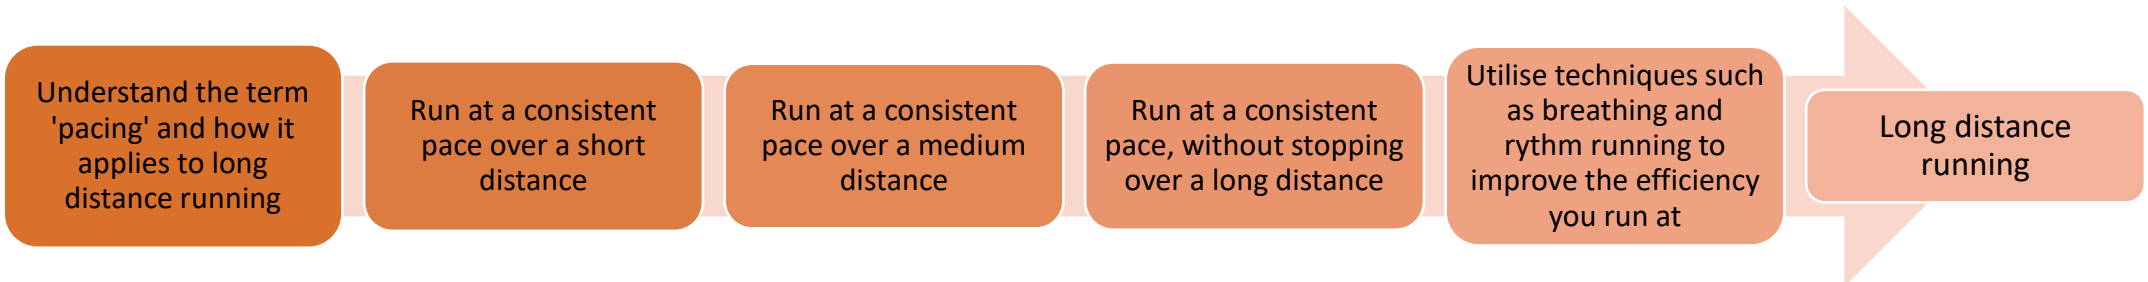 Understand the term
'pacing' and how it
applies to long
distance running
Run at a consistent
pace over a short
distance
Run at a consistent
pace over a medium
distance
Run at a consistent
pace, without stopping
over a long distance
Utilise techniques such
as breathing and
rythm running to
improve the efficiency
you run at
Long distance
running